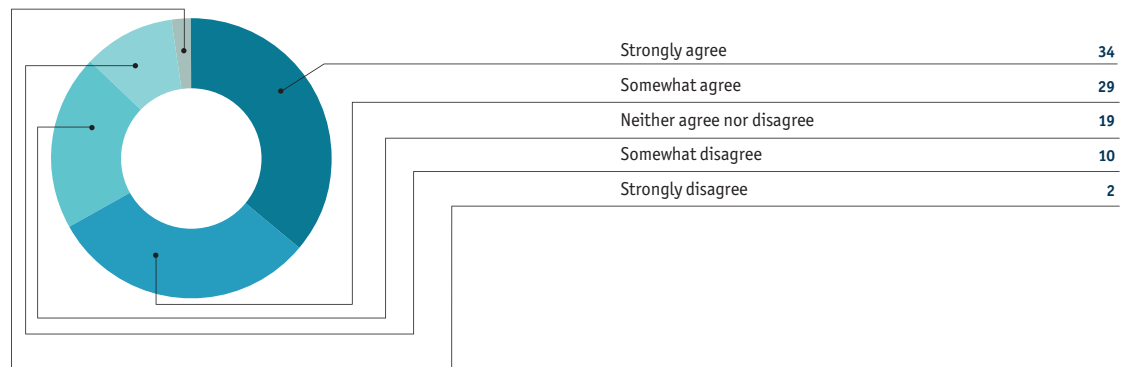 Strongly agree 34
Somewhat agree 29
Neither agree nor disagree 19
Somewhat disagree 10
Strongly disagree 2